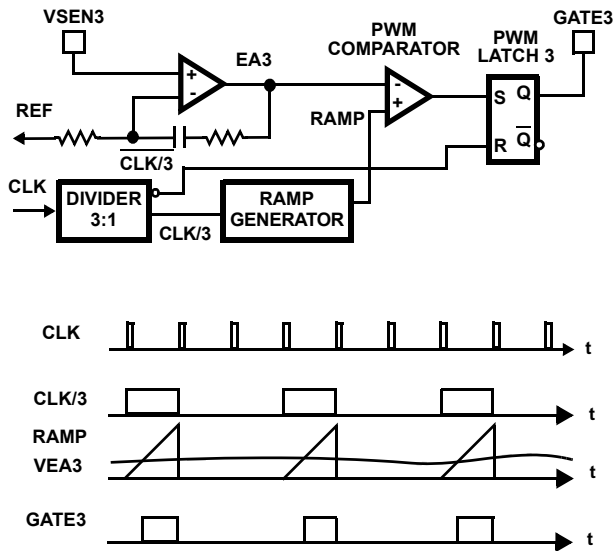 VSEN3
EA3
PWM
COMPARATOR
PWM
LATCH 3
GATE3
+
-
-
+
S Q
R Q
REF
RAMP
CLK/3
CLK
DIVIDER
3:1
CLK/3
RAMP
GENERATOR
CLK
t
CLK/3
t
RAMP
VEA3
t
GATE3
t